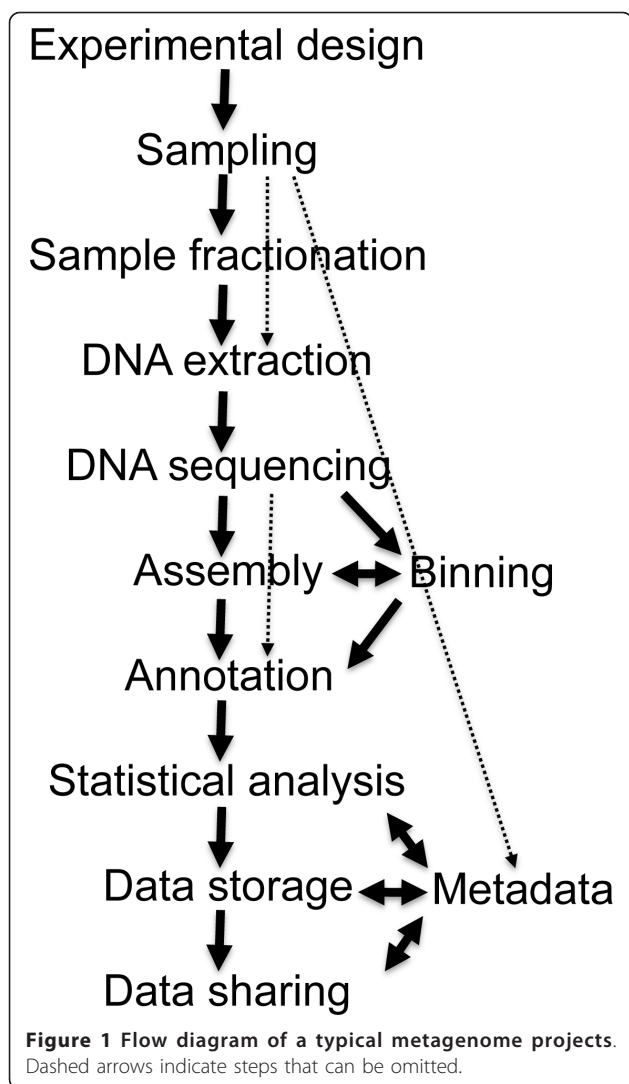 Experimental design
Sampling
Sample fractionation
DNA extraction
DNA sequencing
Assembly Binning
Annotation
Statistical analysis
Data storage Metadata
Data sharing
Figure 1 Flow diagram of a typical metagenome projects.
Dashed arrows indicate steps that can be omitted.